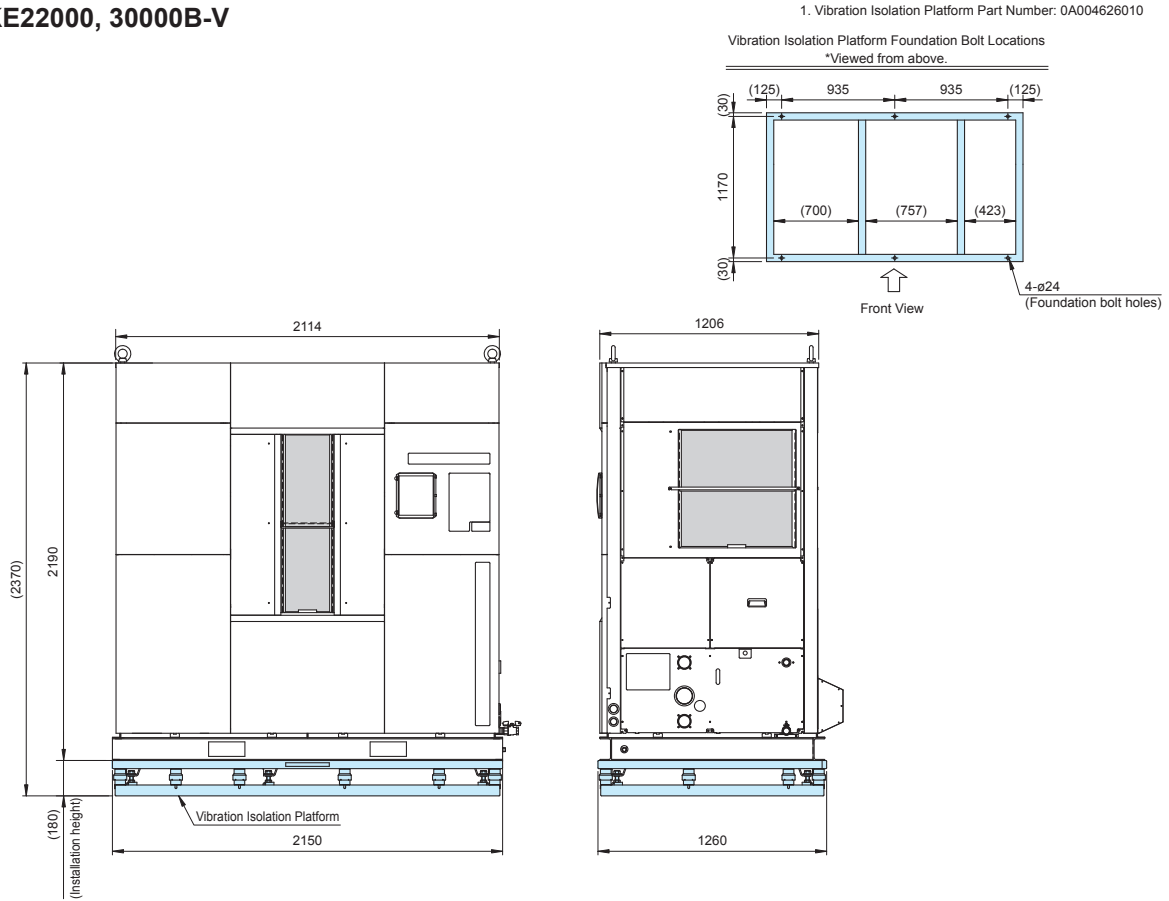 E22000, 30000B-V
1. Vibration Isolation Platform Part Number: 0A004626010
Vibration Isolation Platform Foundation Bolt Locations
*Viewed from above.
(125)
935
935
(125)
(30)
1170
(700)
(757)
(423)
(30)
4-ø24
(Foundation bolt holes)
Front View
2114
1206
(2370)
2190
(180)
(Installation height)
Vibration Isolation Platform
2150
1260